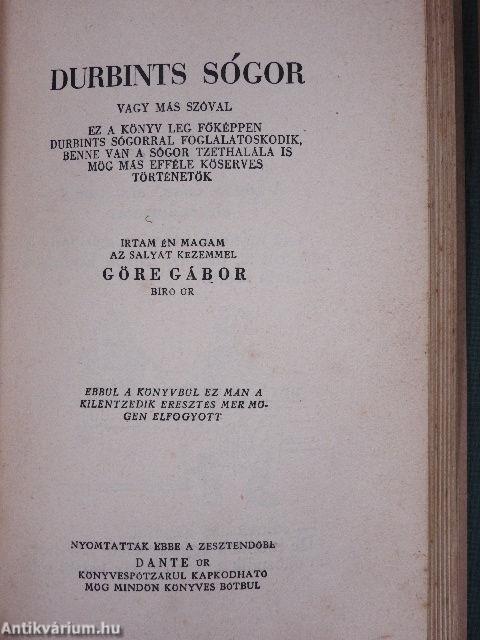 DURBINTS SÓGOR
VAGY MÁS SZÓVAL
EZ A KÖNYV LEG FŐKÉPPEN
DURBINTS SÓGORRAL FOGLALATOSKODIK,
BENNE VAN A SÓGOR TZETHALÁLA IS
MÖG MÁS EFFÉLE KÖSERVES
TÖRTÉNETÖK
IRTAM ÉN MAGAM
AZ SALYÁT KEZEMMEL
GÖRE GÁBOR
BIRÓ ÚR
EBBŰL A KÖNYVBŰL EZ MÁN A
KILENTZEDIK ERESZTÉS MER MÖ-
GEN ELFOGYOTT
NYOMTATTÁK EBBE A ZESZTENDŐBE
DANTE ÚR
KÖNYVESPÓTZÁRUL KAPKODHATÓ
MÖG MINDÖN KÖNYVES BÓTBUL
Antikvárium.hu